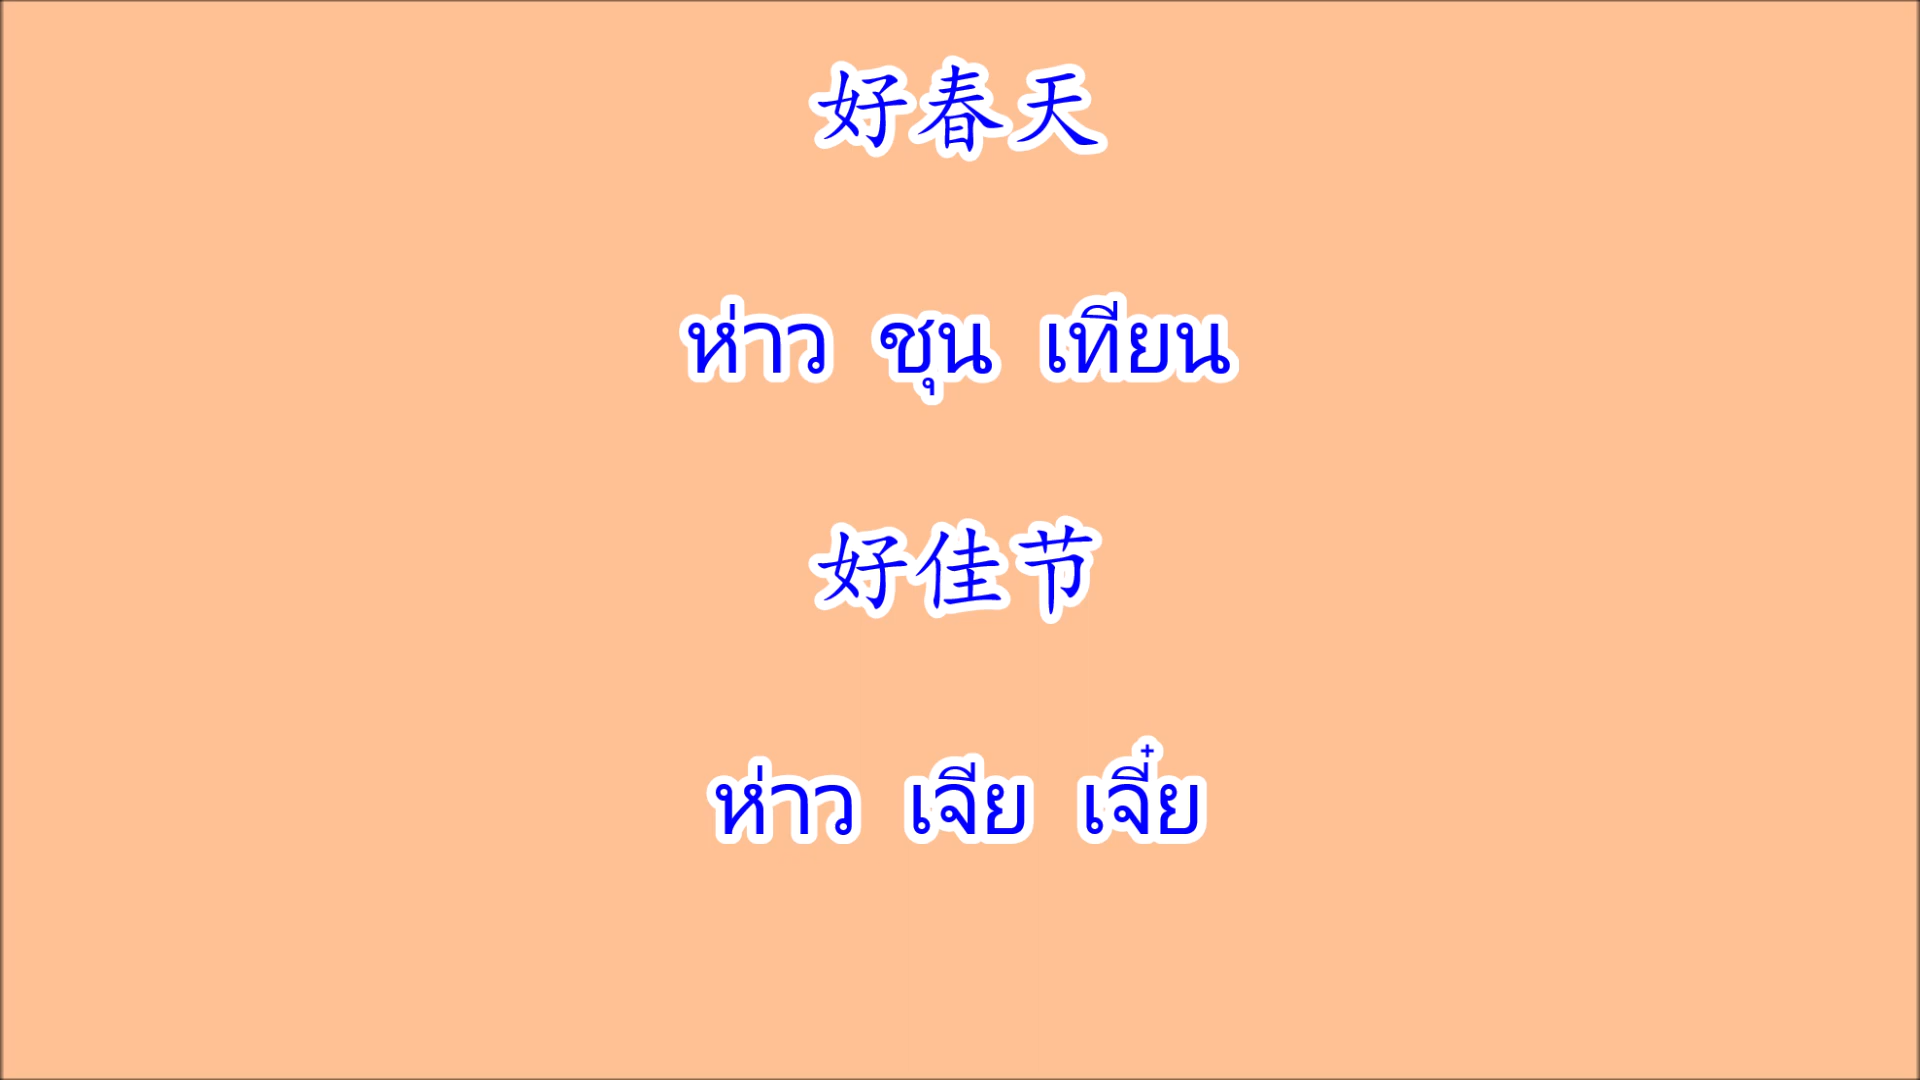 好春天
ห่าว ชุน เทียน
好佳节
ห่าว เจีย เจี๋ย